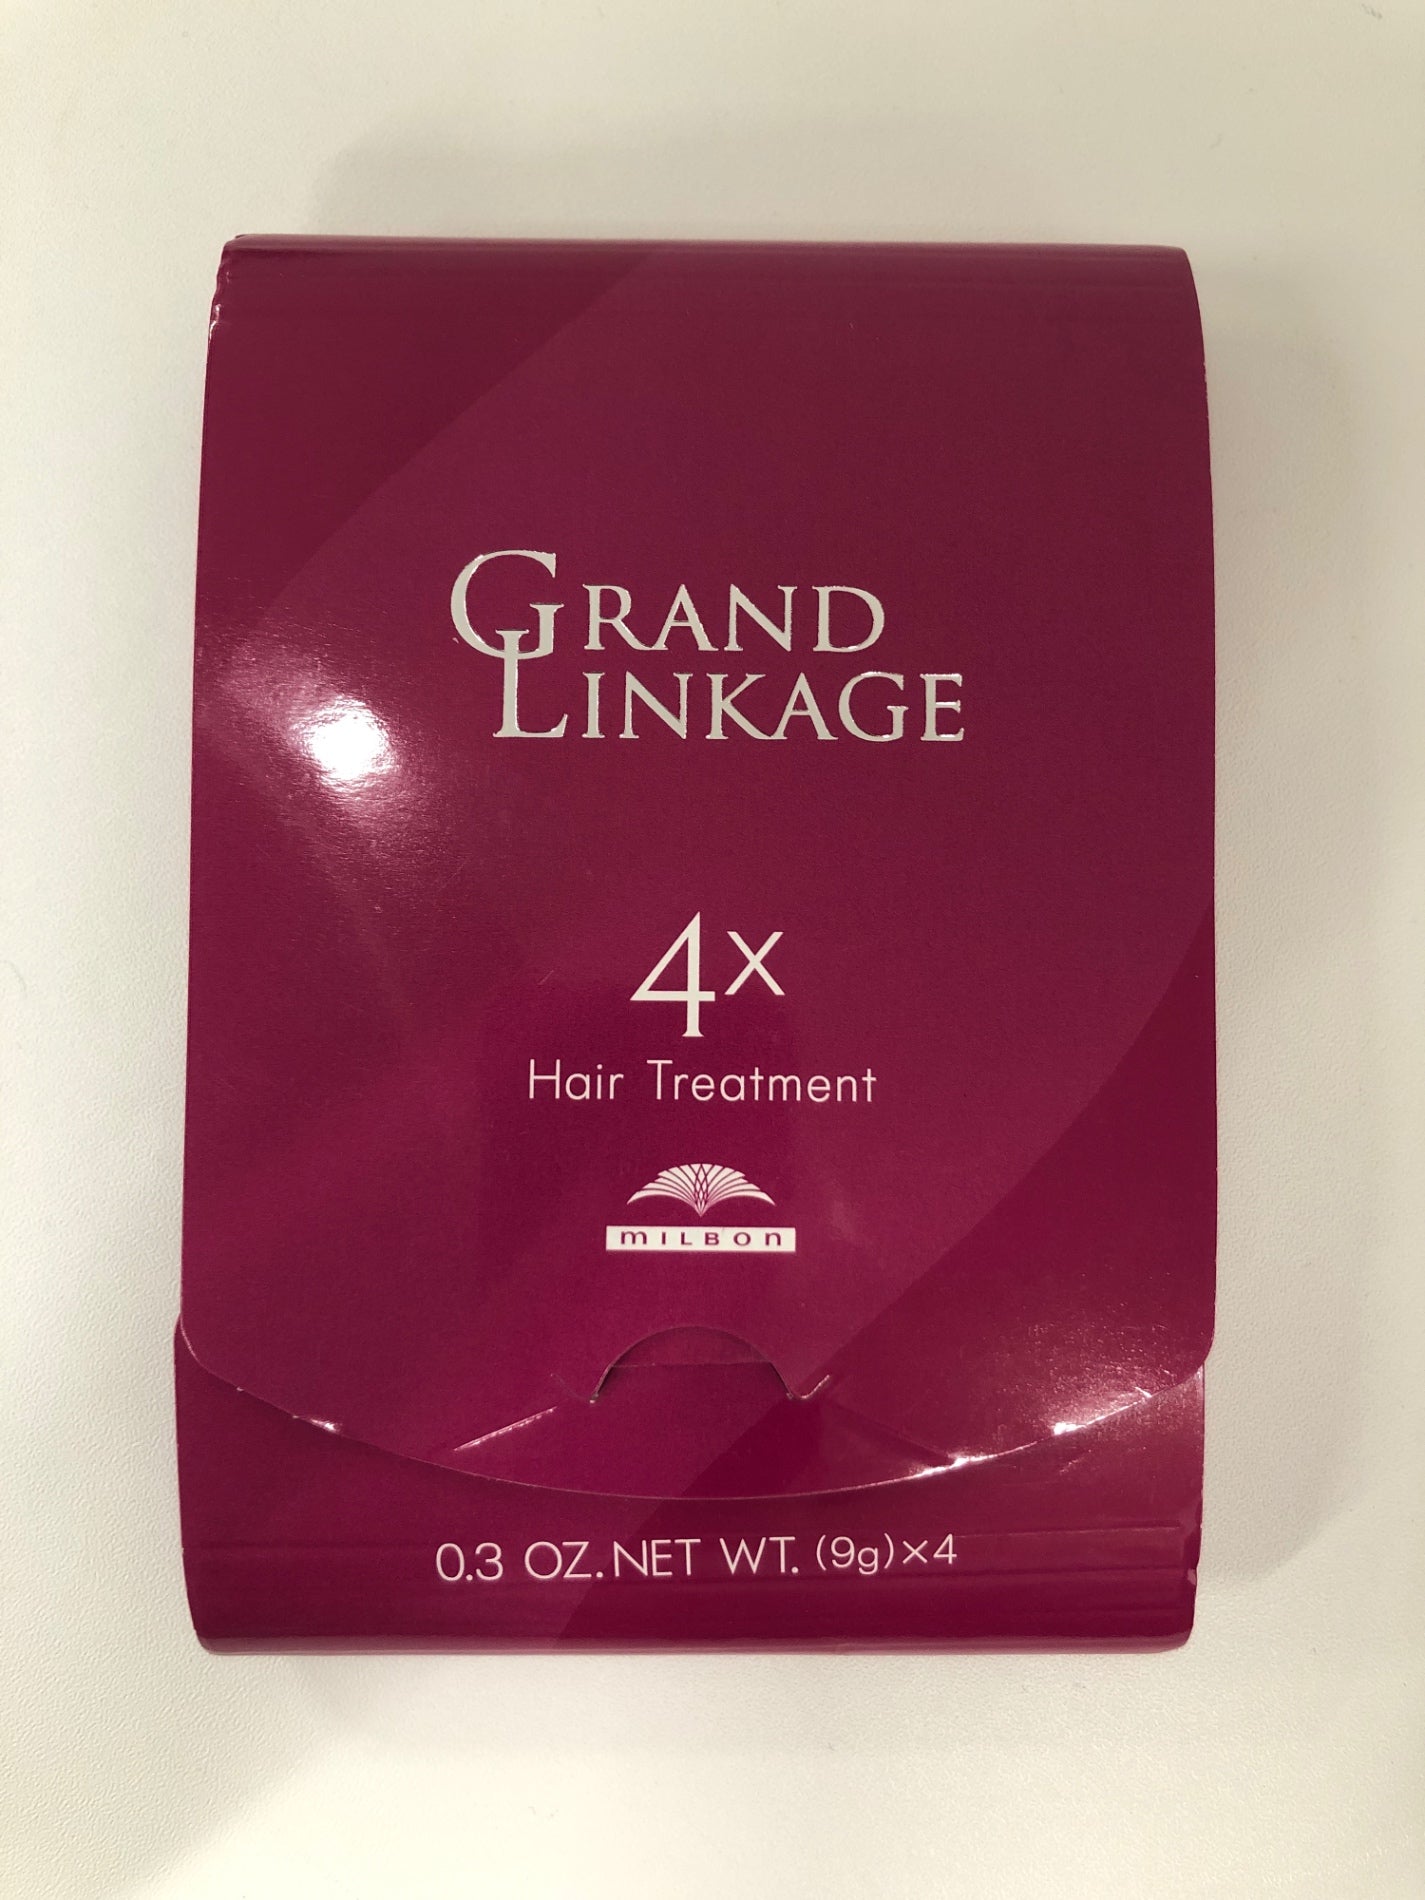 GRAND
LINKAGE
4X
Hair Treatment
mILBon
0.3 OZ. NET WT. (9g)×4